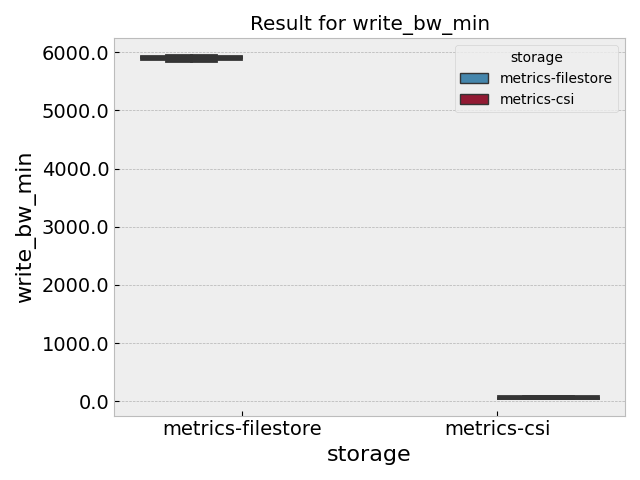 Result for write_bw_min
storage
metrics-filestore
metrics-csi
6000.0
5000.0
4000.0
3000.0
2000.0
1000.0
0.0
write_bw_min
metrics-filestore
metrics-csi
storage